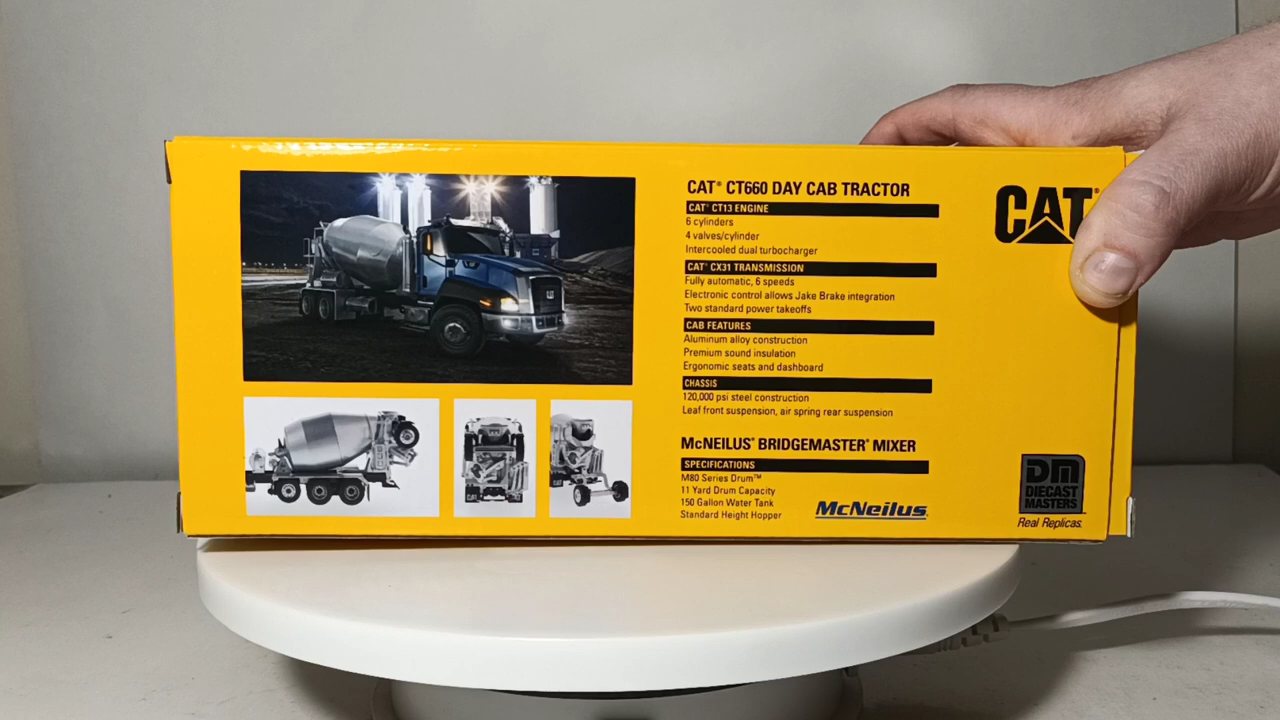 CAT® CT660 DAY CAB TRACTOR
CAT® CT13 ENGINE
6 cylinders
4 valves/cylinder
Intercooled dual turbocharger
CAT® CX31 TRANSMISSION
Fully automatic, 6 speeds
Electronic control allows Jake Brake integration
Two standard power takeoffs
CAB FEATURES
Aluminum alloy construction
Premium sound insulation
Ergonomic seats and dashboard
CHASSIS
120,000 psi steel construction
Leaf front suspension, air spring rear suspension
McNEILUS® BRIDGEMASTER® MIXER
SPECIFICATIONS
M80 Series Drum™
11 Yard Drum Capacity
150 Gallon Water Tank
Standard Height Hopper
McNeilus.
CAT®
DM
DIECAST
MASTERS
Real Replicas.